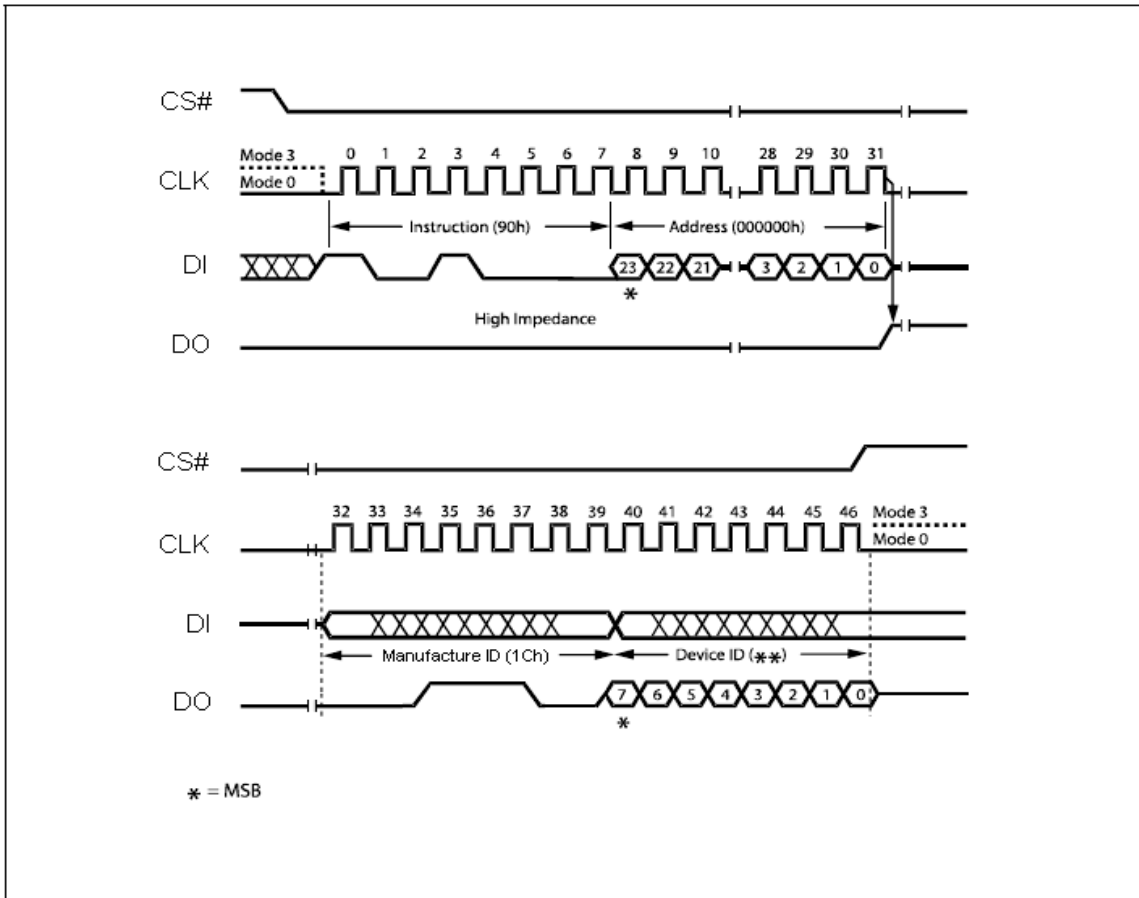 CS#
Mode 3
0 1 2 3 4 5 6 7 8 9 10 28 29 30 31
CLK
Mode 0
Instruction (90h) Address (000000h)
DI
23 22 21 3 2 1 0
*
High Impedance
DO
CS#
32 33 34 35 36 37 38 39 40 41 42 43 44 45 46 Mode 3
CLK
Mode 0
DI
Manufacture ID (1Ch) Device ID (**)
DO
7 6 5 4 3 2 1 0
*
* = MSB